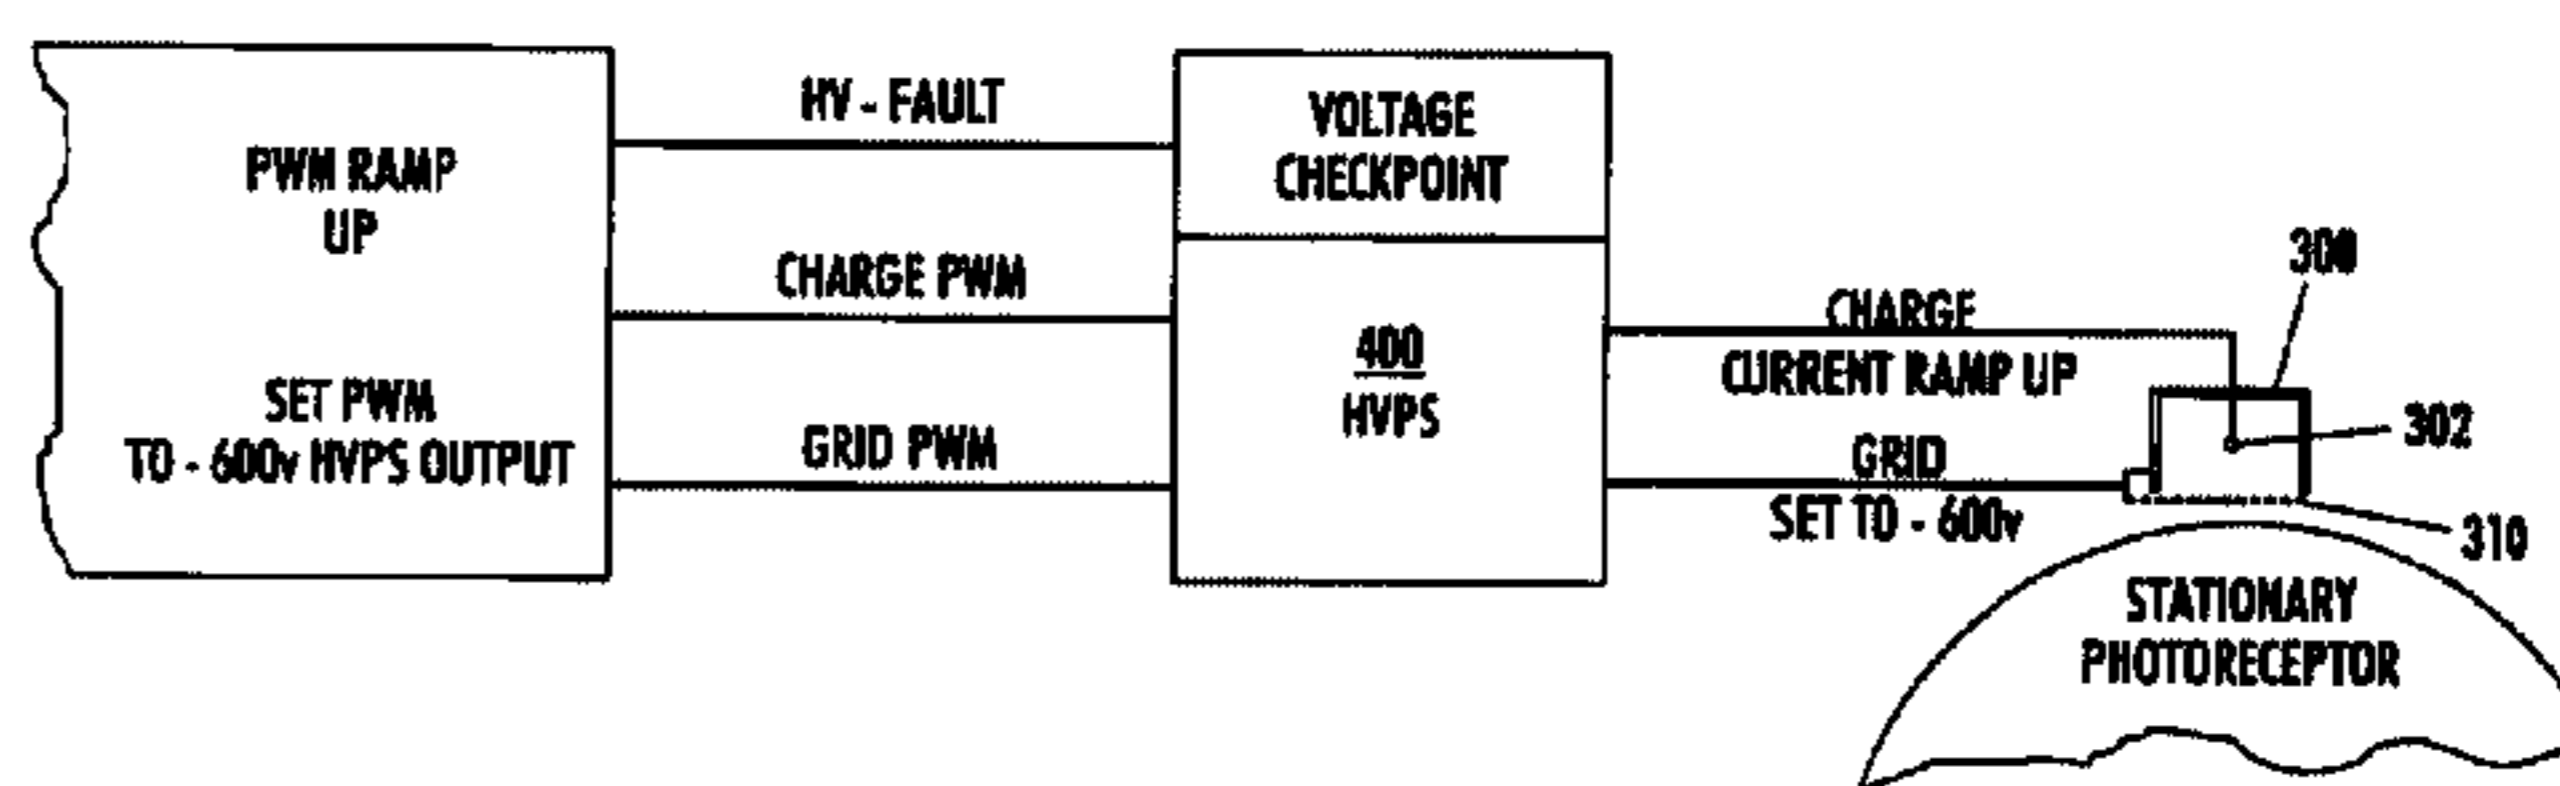 PWM RAMP
UP
SET PWM
TO - 600v HVPS OUTPUT
HV - FAULT
CHARGE PWM
GRID PWM
VOLTAGE
CHECKPOINT
400
HVPS
CHARGE
CURRENT RAMP UP
GRID
SET TO - 600v
300
302
310
STATIONARY
PHOTORECEPTOR